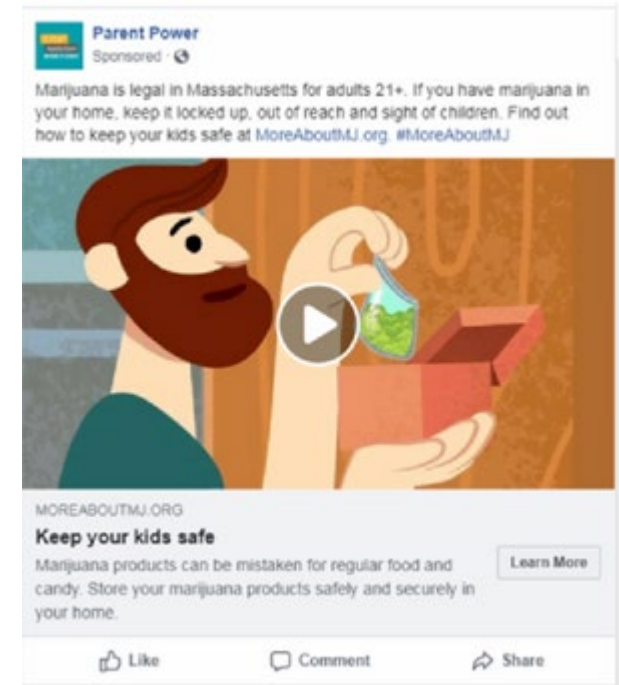 Parent Power
Sponsored ·
Marijuana is legal in Massachusetts for adults 21+. If you have marijuana in
your home, keep it locked up, out of reach and sight of children. Find out
how to keep your kids safe at MoreAboutMJ.org. #MoreAboutMJ
MOREABOUTMJ.ORG
Keep your kids safe
Marijuana products can be mistaken for regular food and
candy. Store your marijuana products safely and securely in
your home.
Learn More
Like
Comment
Share